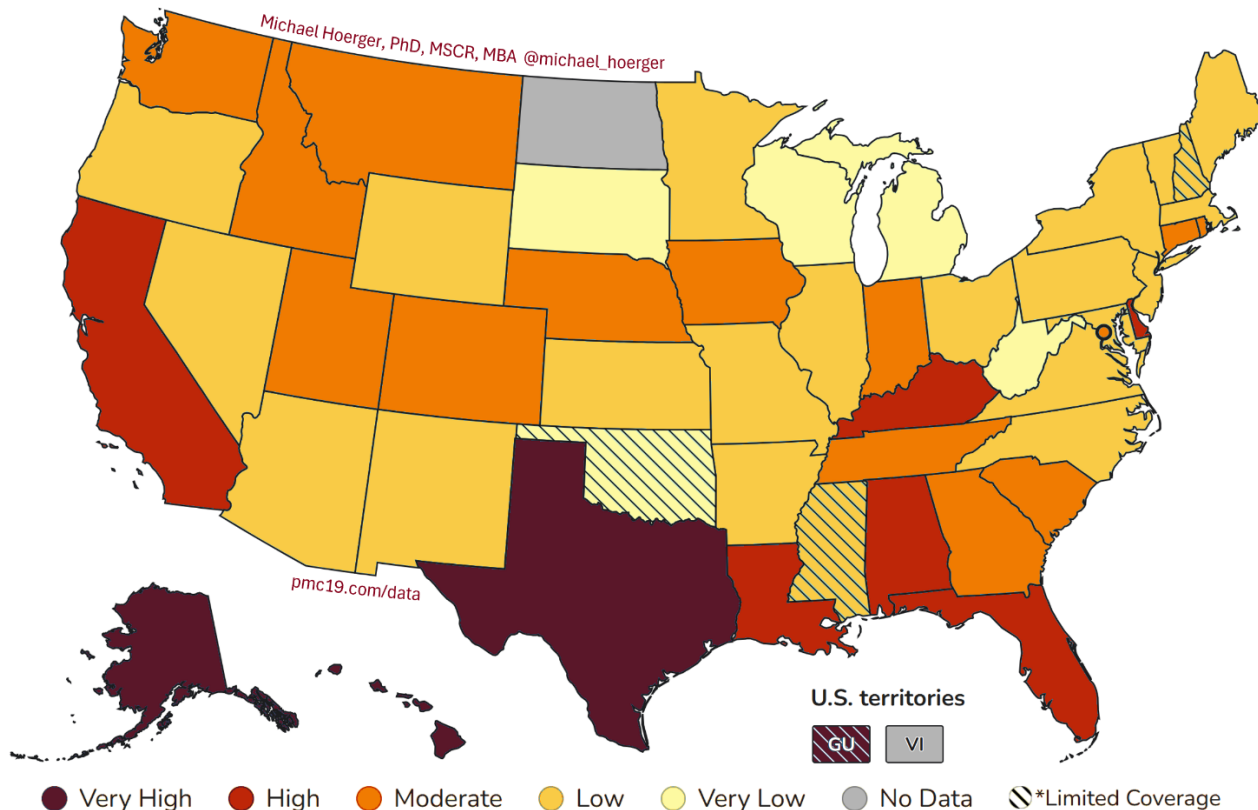 Michael Hoerger, PhD, MSCR, MBA @michael_hoerger
pmc19.com/data
U.S. territories
GU VI
Very High High Moderate Low Very Low No Data *Limited Coverage